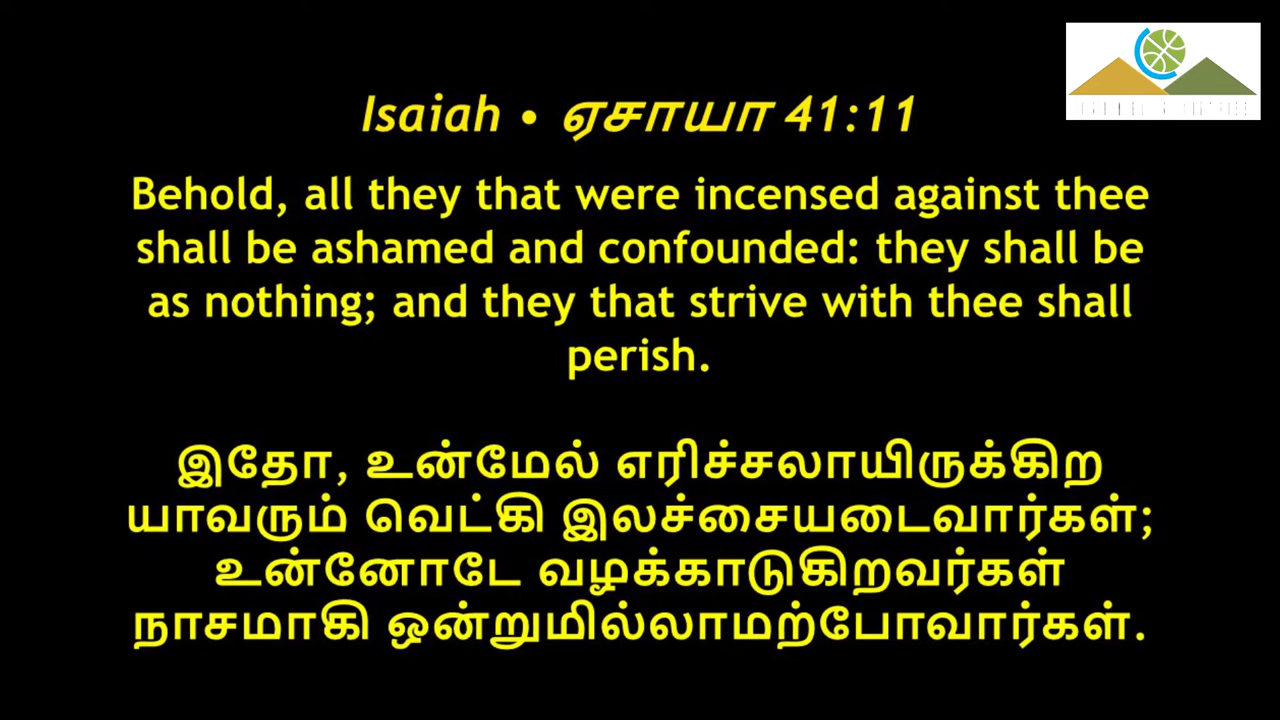 Isaiah • ஏசாயா 41:11
Behold, all they that were incensed against thee
shall be ashamed and confounded: they shall be
as nothing; and they that strive with thee shall
perish.
இதோ, உன்மேல் எரிச்சலாயிருக்கிற
யாவரும் வெட்கி இலச்சையடைவார்கள்;
உன்னோடே வழக்காடுகிறவர்கள்
நாசமாகி ஒன்றுமில்லாமற்போவார்கள்.